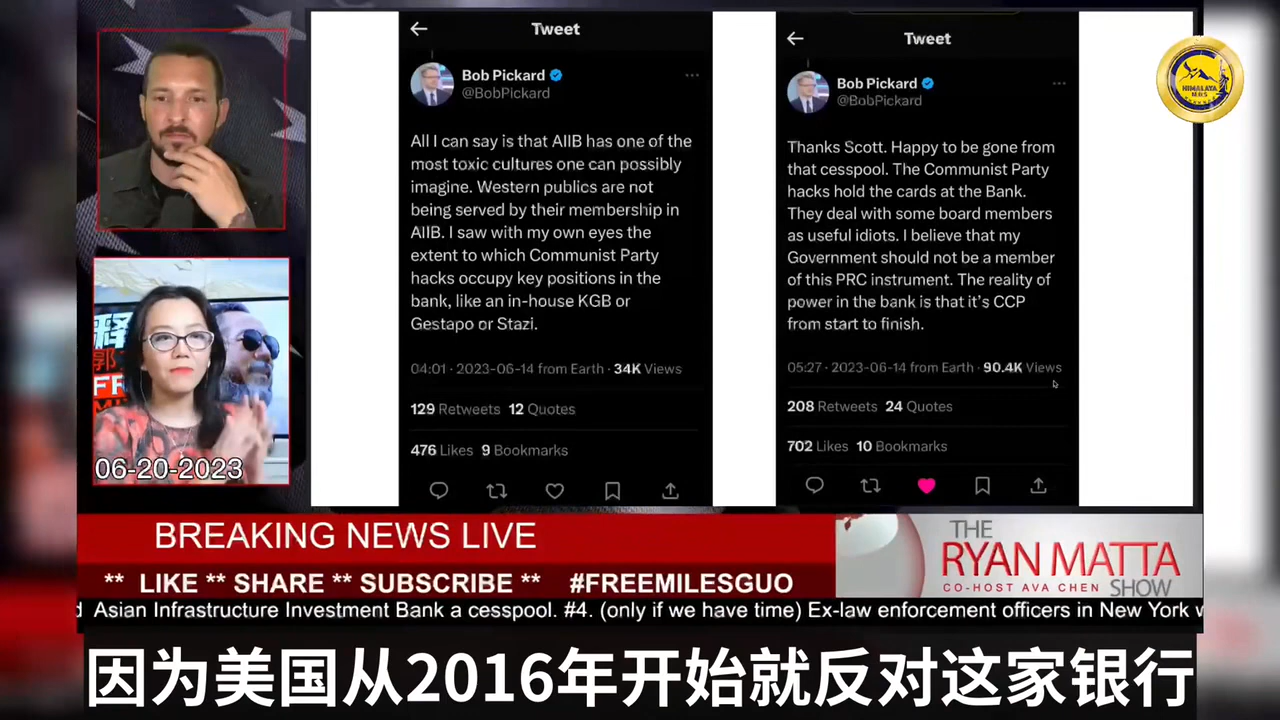 Tweet
Bob Pickard
@BobPickard
All I can say is that AIIB has one of the
most toxic cultures one can possibly
imagine. Western publics are not
being served by their membership in
AIIB. I saw with my own eyes the
extent to which Communist Party
hacks occupy key positions in the
bank, like an in-house KGB or
Gestapo or Stazi.
04:01 · 2023-06-14 from Earth · 34K Views
129 Retweets 12 Quotes
476 Likes 9 Bookmarks
Tweet
Bob Pickard
@BobPickard
Thanks Scott. Happy to be gone from
that cesspool. The Communist Party
hacks hold the cards at the Bank.
They deal with some board members
as useful idiots. I believe that my
Government should not be a member
of this PRC instrument. The reality of
power in the bank is that it's CCP
from start to finish.
05:27 · 2023-06-14 from Earth · 90.4K Views
208 Retweets 24 Quotes
702 Likes 10 Bookmarks
HIMALAYA
06-20-2023
BREAKING NEWS LIVE
** LIKE ** SHARE ** SUBSCRIBE ** #FREEMILESGUO
THE
RYAN MATTA
CO-HOST AVA CHEN SHOW
Asian Infrastructure Investment Bank a cesspool. #4. (only if we have time) Ex-law enforcement officers in New York w
因为美国从2016年开始就反对这家银行